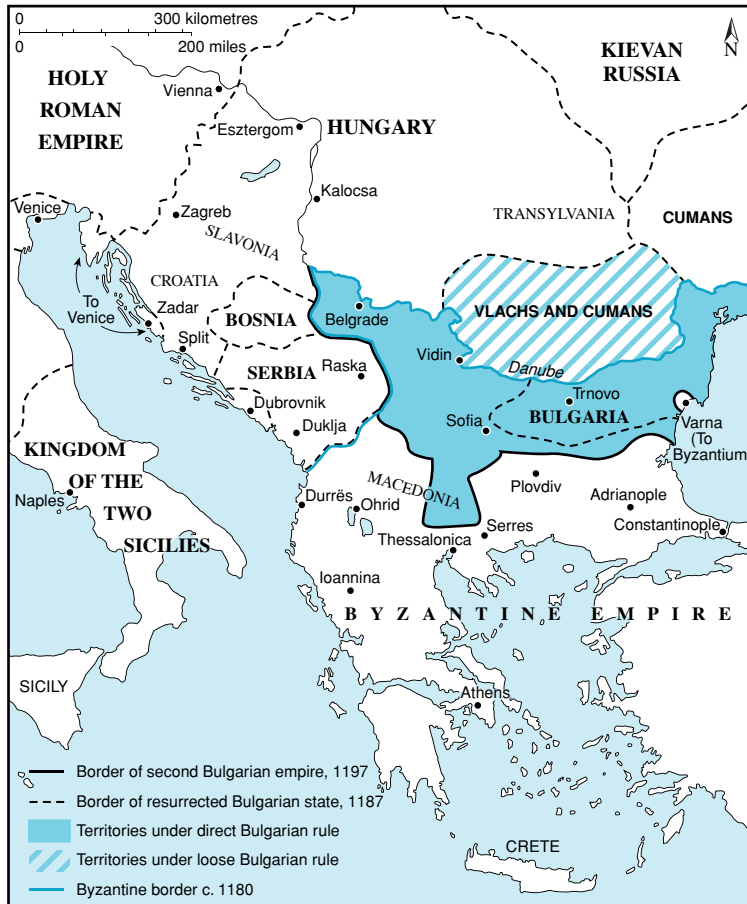 0 300 kilometres
0 200 miles
N
KIEVAN
RUSSIA
HOLY
ROMAN
EMPIRE
Vienna
Esztergom
HUNGARY
Kalocsa
TRANSYLVANIA
CUMANS
Venice
Zagreb
SLAVONIA
CROATIA
To
Venice
Zadar
Split
BOSNIA
Belgrade
VLACHS AND CUMANS
Vidin
Danube
SERBIA
Raska
Trnovo
BULGARIA
Sofia
Varna
(To
Byzantium)
Dubrovnik
Duklja
KINGDOM
OF THE
TWO
SICILIES
Naples
MACEDONIA
Plovdiv
Adrianople
Durrës
Ohrid
Constantinople
Serres
Thessalonica
Ioannina
BYZANTINE EMPIRE
SICILY
Athens
CRETE
Border of second Bulgarian empire, 1197
Border of resurrected Bulgarian state, 1187
Territories under direct Bulgarian rule
Territories under loose Bulgarian rule
Byzantine border c. 1180